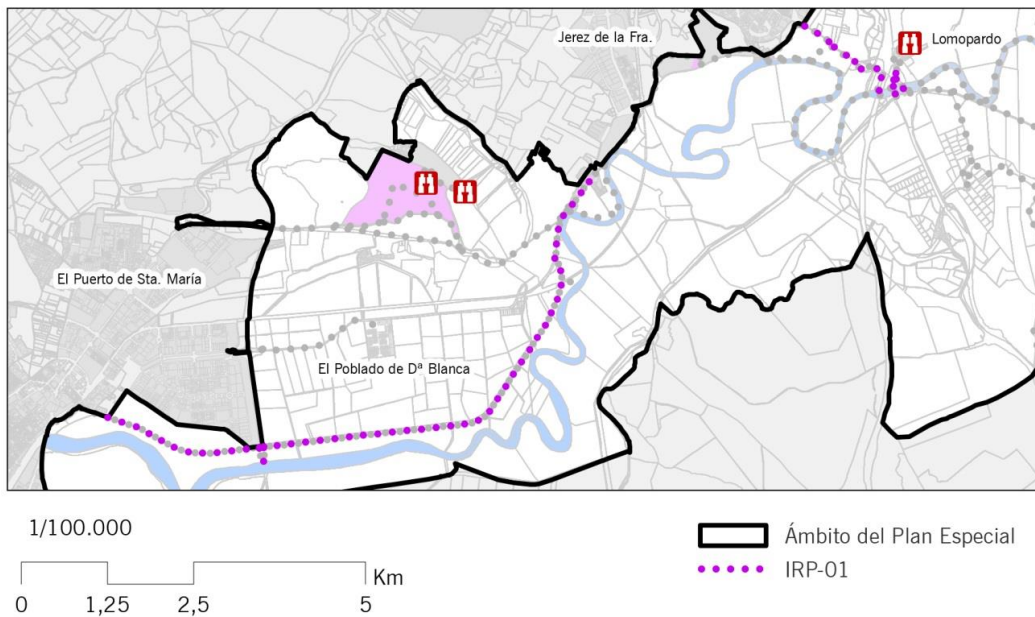 Jerez de la Fra.
Lomopardo
El Puerto de Sta. María
El Poblado de Dª Blanca
1/100.000
Km
0 1,25 2,5 5
Ámbito del Plan Especial
IRP-01